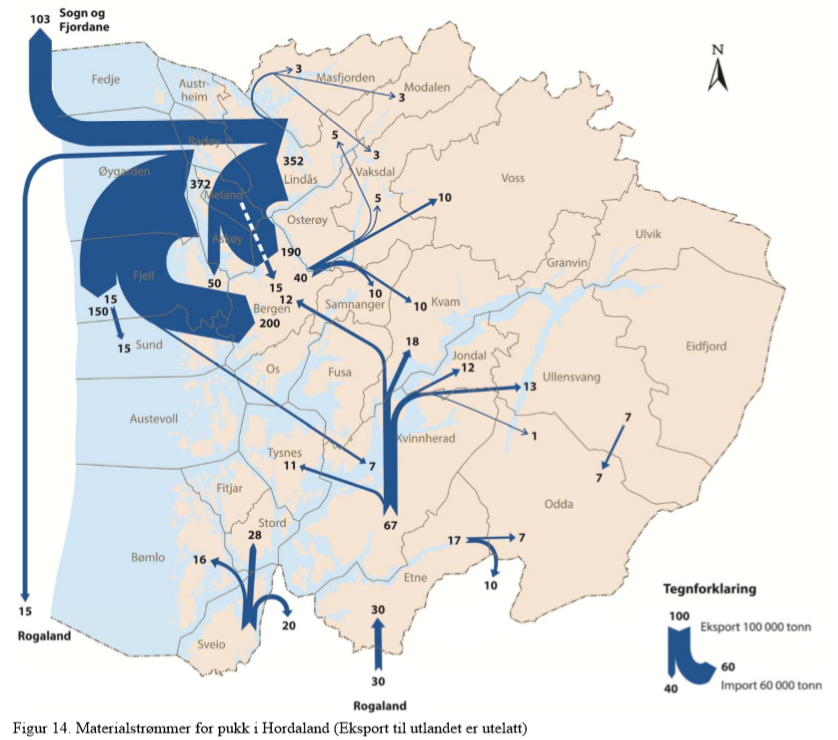 103
Sogn og
Fjordane
Fedje
Austr-
heim
3
Masfjorden
Modalen
3
N
Radøy
5
3
352
Lindås
Vaksdal
Øygarden
372
Meland
5
10
Voss
Osterøy
Askøy
Ulvik
190
Granvin
Fjell
50
15
40
10
12
15
150
Bergen
200
Samnanger
10
Kvam
15
Sund
18
Eidfjord
Jondal
12
Os
Fusa
Ullensvang
13
Austevoll
7
Kvinnherad
1
Tysnes
11
7
7
Fitjar
Odda
Stord
67
28
17
7
Bømlo
16
Etne
10
15
Rogaland
20
30
Sveio
30
Rogaland
Tegnforklaring
100
Eksport 100 000 tonn
60
40
Import 60 000 tonn
Figur 14. Materialstrømmer for pukk i Hordaland (Eksport til utlandet er utelatt)